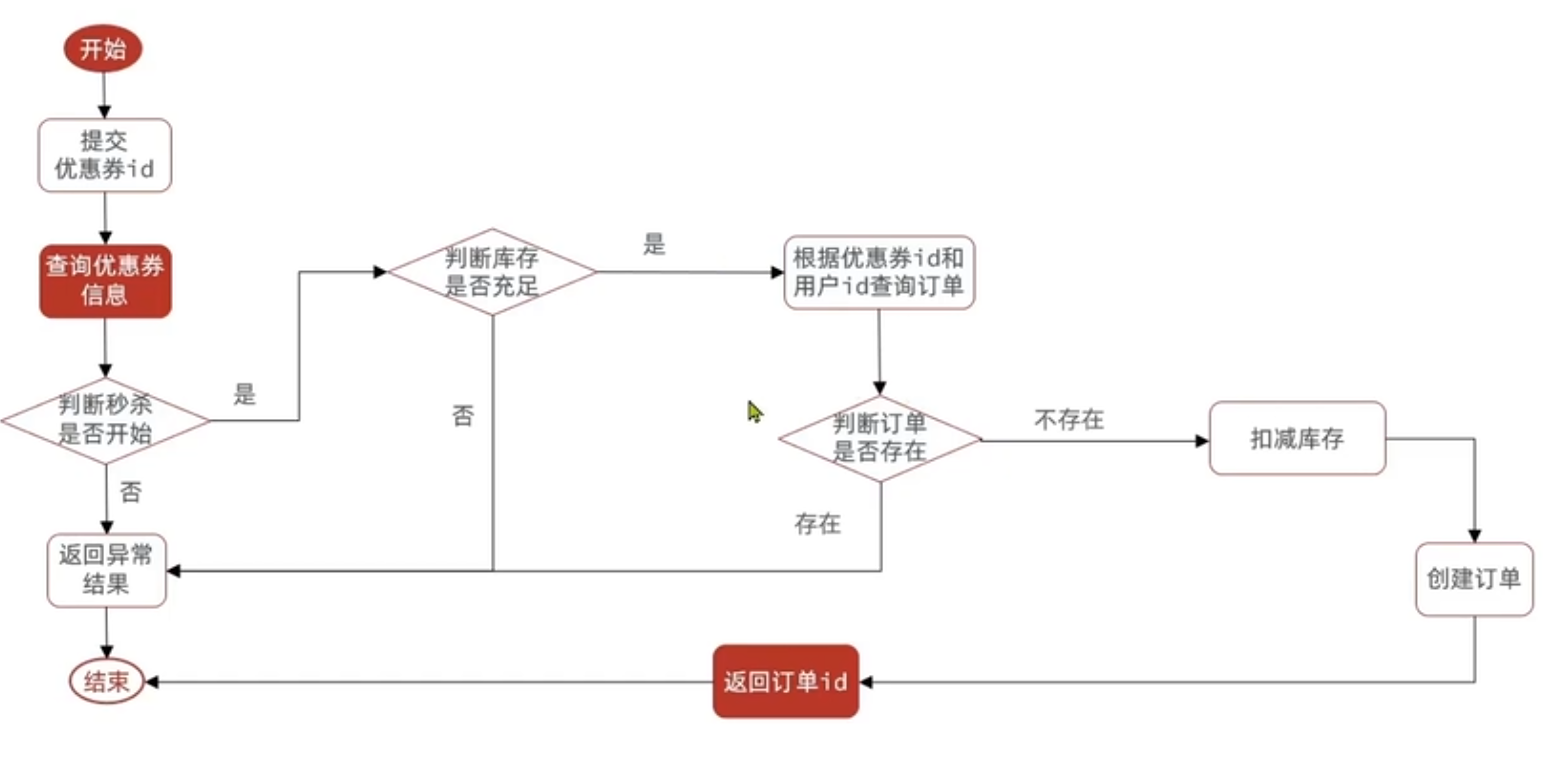 开始
提交
优惠券id
查询优惠券
信息
判断秒杀
是否开始
是
否
返回异常
结果
结束
判断库存
是否充足
是
否
根据优惠券id和
用户id查询订单
判断订单
是否存在
不存在
存在
扣减库存
创建订单
返回订单id